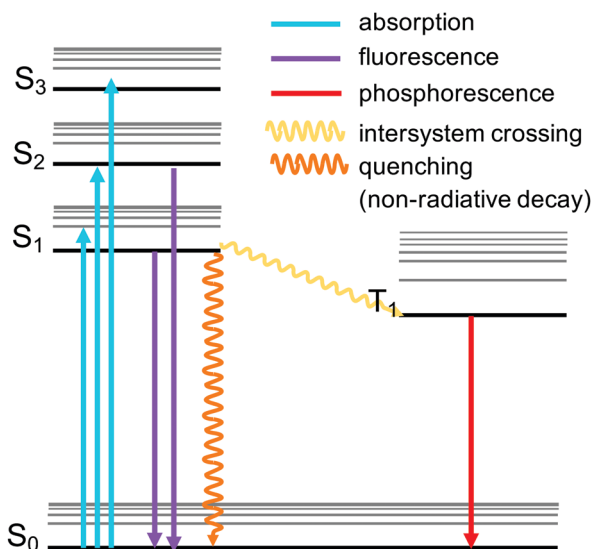 absorption
fluorescence
phosphorescence
intersystem crossing
quenching
(non-radiative decay)
S3
S2
S1
T1
S0